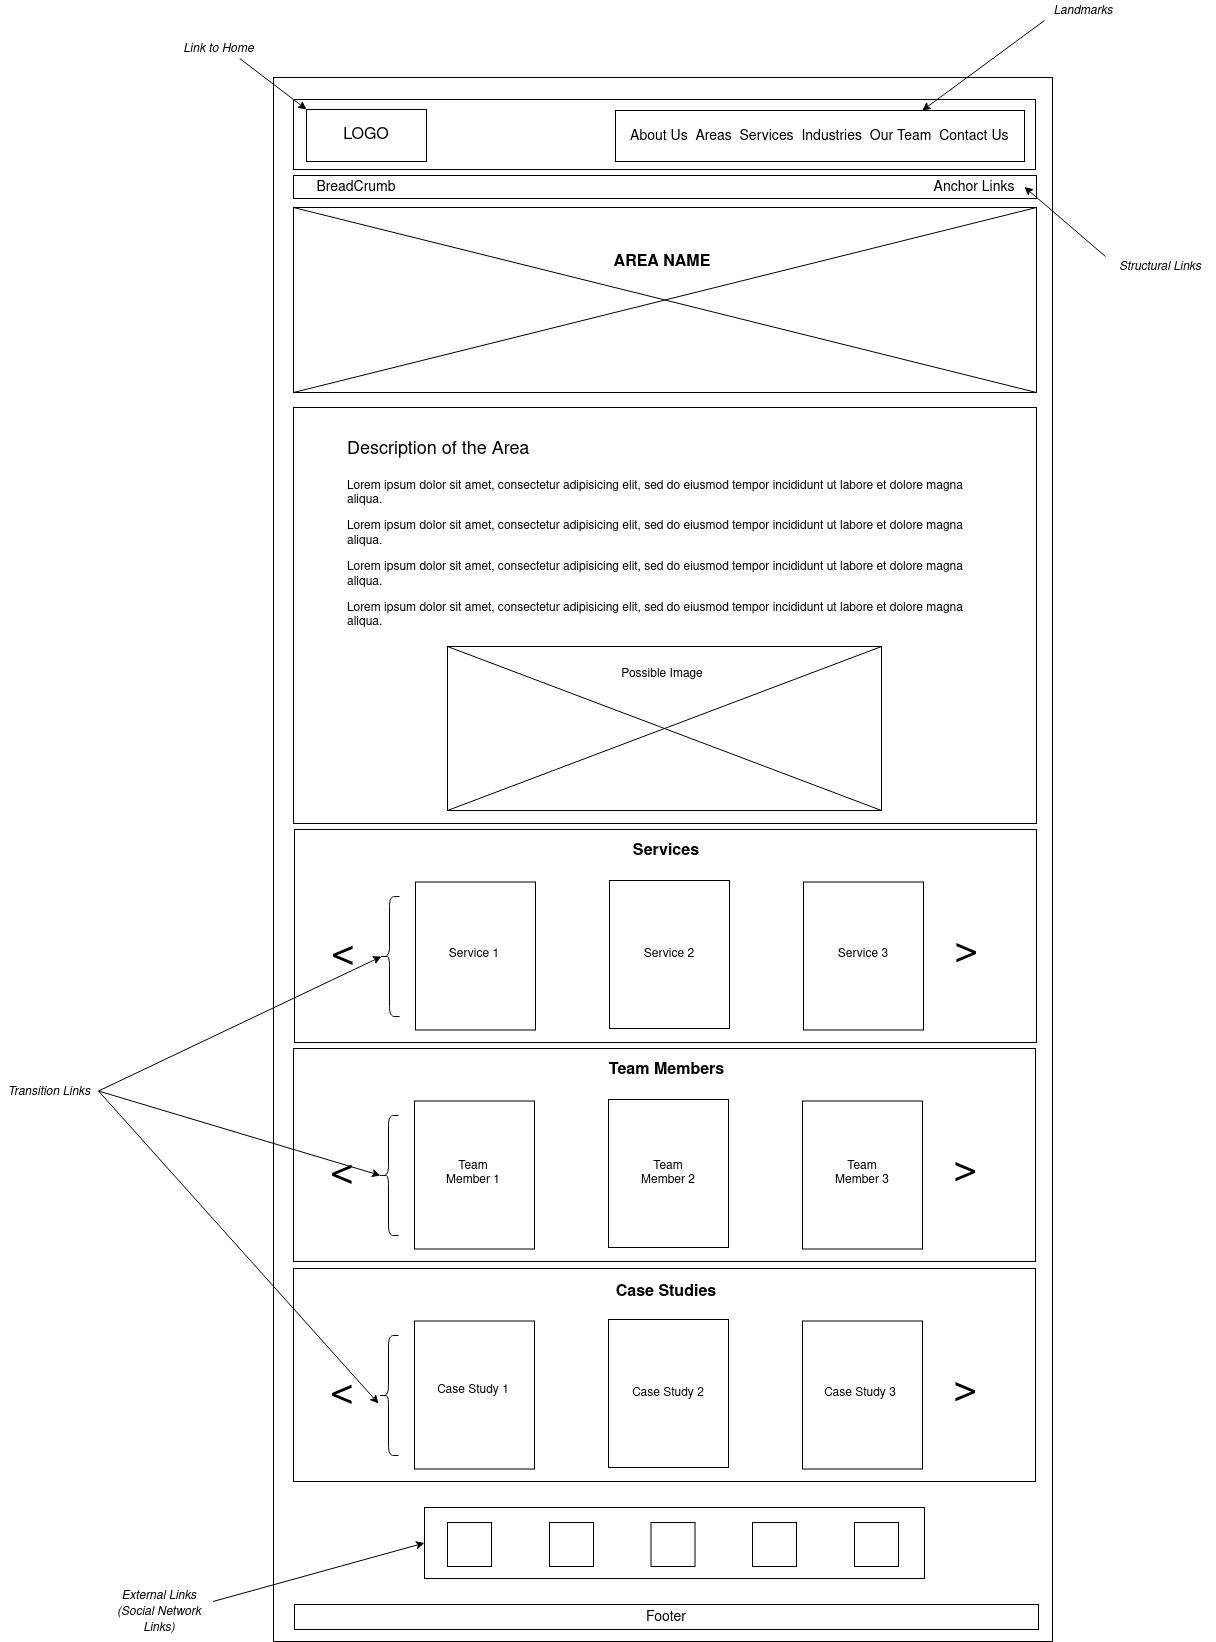 Landmarks
Link to Home
LOGO
About Us Areas Services Industries Our Team Contact Us
BreadCrumb
Anchor Links
Structural Links
AREA NAME
Description of the Area
Lorem ipsum dolor sit amet, consectetur adipisicing elit, sed do eiusmod tempor incididunt ut labore et dolore magna
aliqua.
Lorem ipsum dolor sit amet, consectetur adipisicing elit, sed do eiusmod tempor incididunt ut labore et dolore magna
aliqua.
Lorem ipsum dolor sit amet, consectetur adipisicing elit, sed do eiusmod tempor incididunt ut labore et dolore magna
aliqua.
Lorem ipsum dolor sit amet, consectetur adipisicing elit, sed do eiusmod tempor incididunt ut labore et dolore magna
aliqua.
Possible Image
Services
<
Service 1
Service 2
Service 3
>
Transition Links
Team Members
<
Team
Member 1
Team
Member 2
Team
Member 3
>
Case Studies
<
Case Study 1
Case Study 2
Case Study 3
>
External Links
(Social Network
Links)
Footer